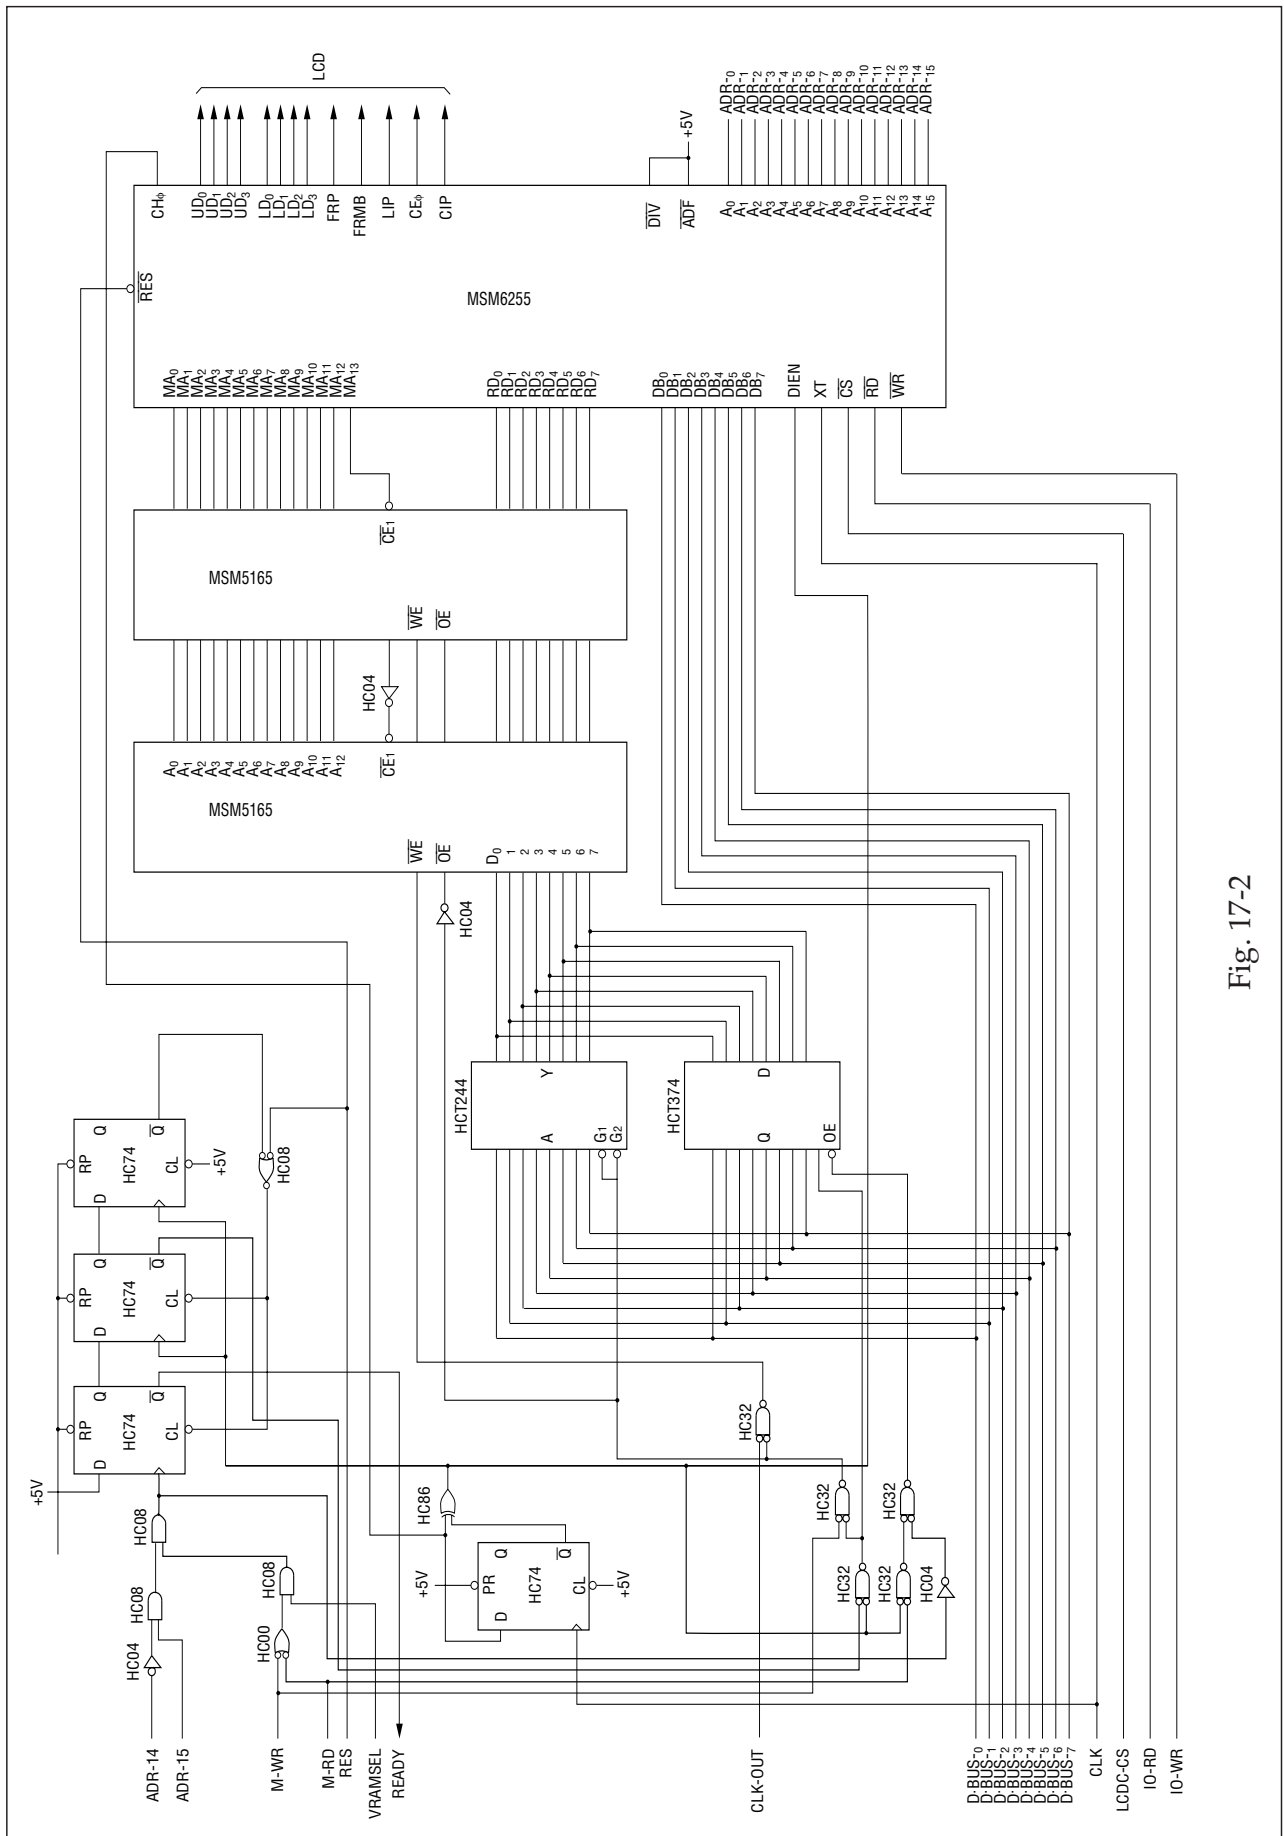 LCD
CHφ
UD0
UD1
UD2
UD3
LD0
LD1
LD2
LD3
FRP
FRMB
LIP
CEφ
CIP
+5V
DIV
ADF
A0
A1
A2
A3
A4
A5
A6
A7
A8
A9
A10
A11
A12
A13
A14
A15
ADR-0
ADR-1
ADR-2
ADR-3
ADR-4
ADR-5
ADR-6
ADR-7
ADR-8
ADR-9
ADR-10
ADR-11
ADR-12
ADR-13
ADR-14
ADR-15
RES
MSM6255
MA0
MA1
MA2
MA3
MA4
MA5
MA6
MA7
MA8
MA9
MA10
MA11
MA12
MA13
RD0
RD1
RD2
RD3
RD4
RD5
RD6
RD7
DB0
DB1
DB2
DB3
DB4
DB5
DB6
DB7
DIEN
XT
CS
RD
WR
CE1
MSM5165
WE
OE
HC04
A0
A1
A2
A3
A4
A5
A6
A7
A8
A9
A10
A11
A12
CE1
MSM5165
WE
OE
D0
1
2
3
4
5
6
7
HC04
RP
Q
D
HC74
Q
CL
+5V
HC08
RP
Q
D
HC74
Q
CL
RP
Q
D
HC74
Q
CL
+5V
HCT244
Y
A
G1
G2
HCT374
D
Q
OE
HC08
HC08
HC04
HC08
HC00
HC86
+5V
PR
Q
D
HC74
Q
CL
+5V
HC32
HC32
HC32
HC32
HC32
HC04
ADR-14
ADR-15
M-WR
M-RD
RES
VRAMSEL
READY
CLK-OUT
D-BUS-0
D-BUS-1
D-BUS-2
D-BUS-3
D-BUS-4
D-BUS-5
D-BUS-6
D-BUS-7
CLK
LCDC-CS
IO-RD
IO-WR
Fig. 17-2